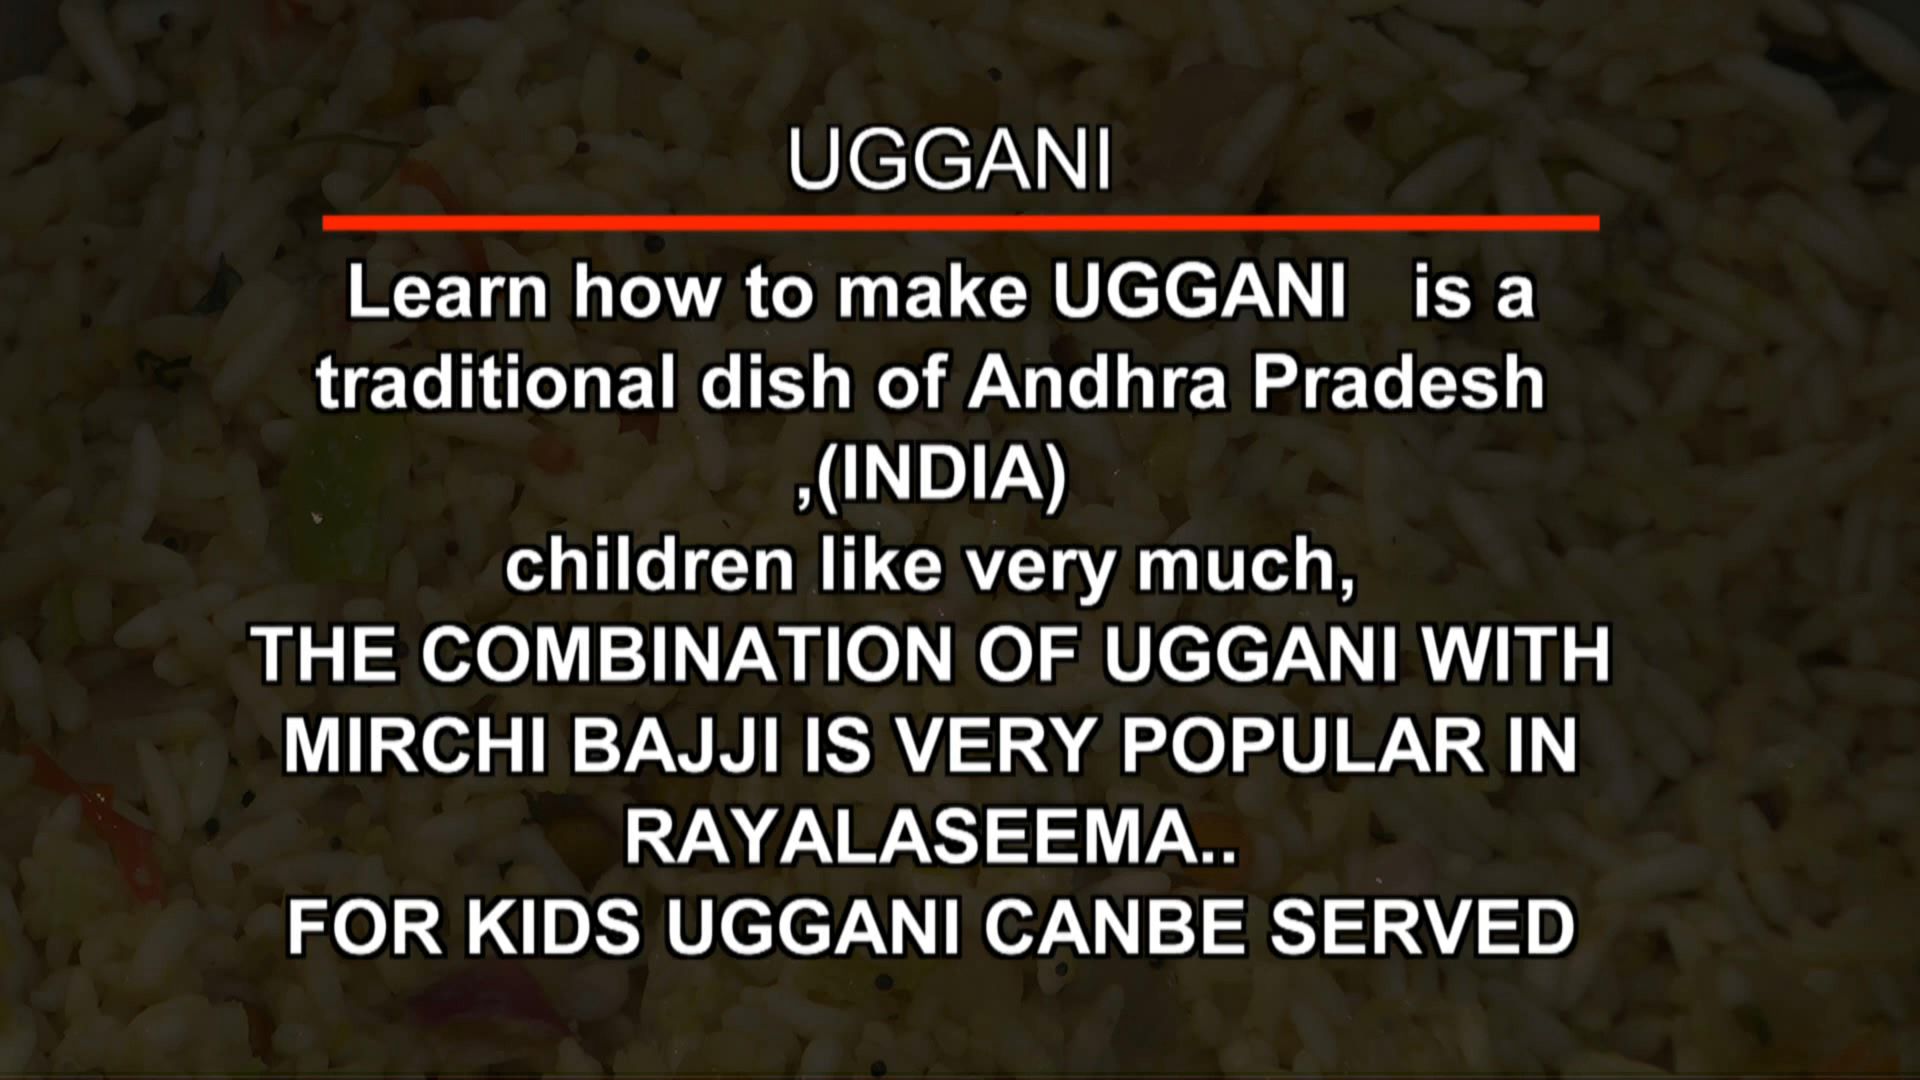 UGGANI
Learn how to make UGGANI   is a
traditional dish of Andhra Pradesh
,(INDIA)
children like very much,
THE COMBINATION OF UGGANI WITH
MIRCHI BAJJI IS VERY POPULAR IN
RAYALASEEMA..
FOR KIDS UGGANI CANBE SERVED